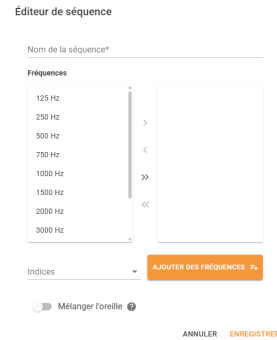 Éditeur de séquence
Nom de la séquence*
Fréquences
125 Hz
250 Hz
500 Hz
750 Hz
1000 Hz
1500 Hz
2000 Hz
3000 Hz
Indices
AJOUTER DES FRÉQUENCES
Mélanger l'oreille
ANNULER ENREGISTRER